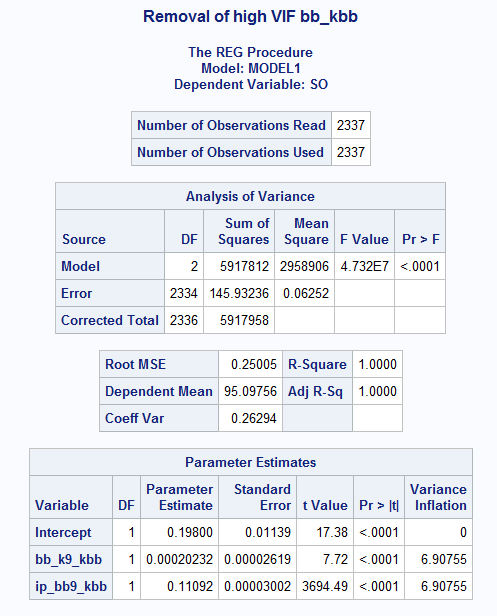 Removal of high VIF bb_kbb
The REG Procedure
Model: MODEL1
Dependent Variable: SO
Number of Observations Read 2337
Number of Observations Used 2337
Analysis of Variance
Source DF Sum of Squares Mean Square F Value Pr > F
Model 2 5917812 2958906 4.732E7 <.0001
Error 2334 145.93236 0.06252
Corrected Total 2336 5917958
Root MSE 0.25005 R-Square 1.0000
Dependent Mean 95.09756 Adj R-Sq 1.0000
Coeff Var 0.26294
Parameter Estimates
Variable DF Parameter Estimate Standard Error t Value Pr > |t| Variance Inflation
Intercept 1 0.19800 0.01139 17.38 <.0001 0
bb_k9_kbb 1 0.00020232 0.00002619 7.72 <.0001 6.90755
ip_bb9_kbb 1 0.11092 0.00003002 3694.49 <.0001 6.90755